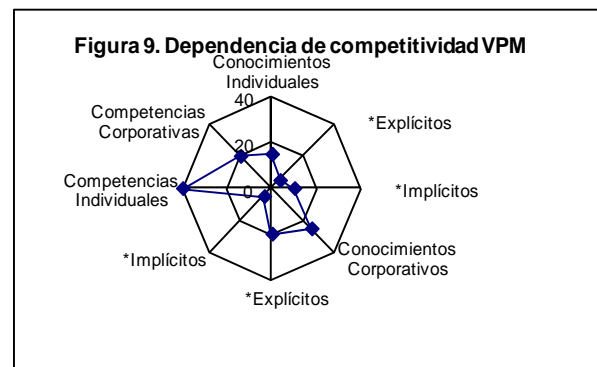 Figura 9. Dependencia de competitividad VPM
Conocimientos
Individuales
*Explícitos
*Implícitos
Conocimientos
Corporativos
*Explícitos
*Implícitos
Competencias
Individuales
Competencias
Corporativas
40
20
0